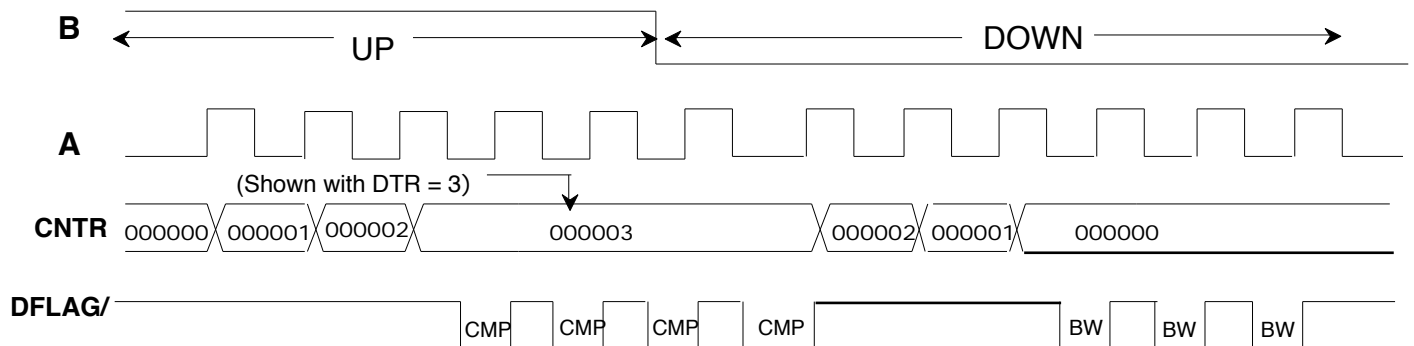 B
UP DOWN
A
(Shown with DTR = 3)
CNTR 000000 000001 000002 000003 000002 000001 000000
DFLAG/ CMP CMP CMP CMP BW BW BW